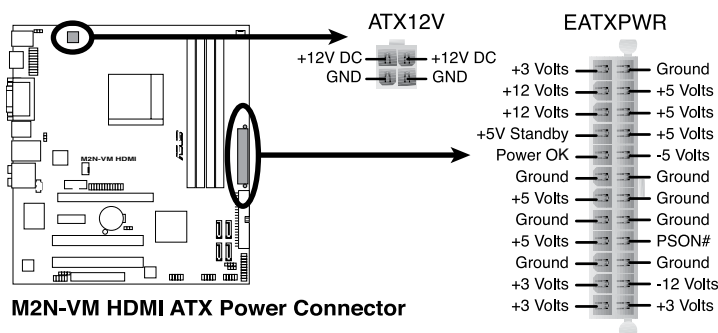 ATX12V
+12V DC +12V DC
GND GND
EATXPWR
+3 Volts Ground
+12 Volts +5 Volts
+12 Volts +5 Volts
+5V Standby +5 Volts
Power OK -5 Volts
Ground Ground
+5 Volts Ground
Ground Ground
+5 Volts PSON#
Ground Ground
+3 Volts -12 Volts
+3 Volts +3 Volts
M2N-VM HDMI
ASUS
M2N-VM HDMI ATX Power Connector